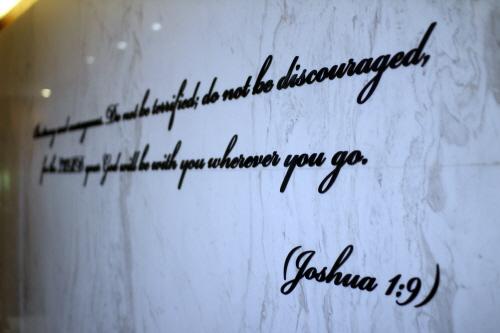 Be strong and courageous. Do not be terrified; do not be discouraged,
for the LORD your God will be with you wherever you go.
(Joshua 1:9)